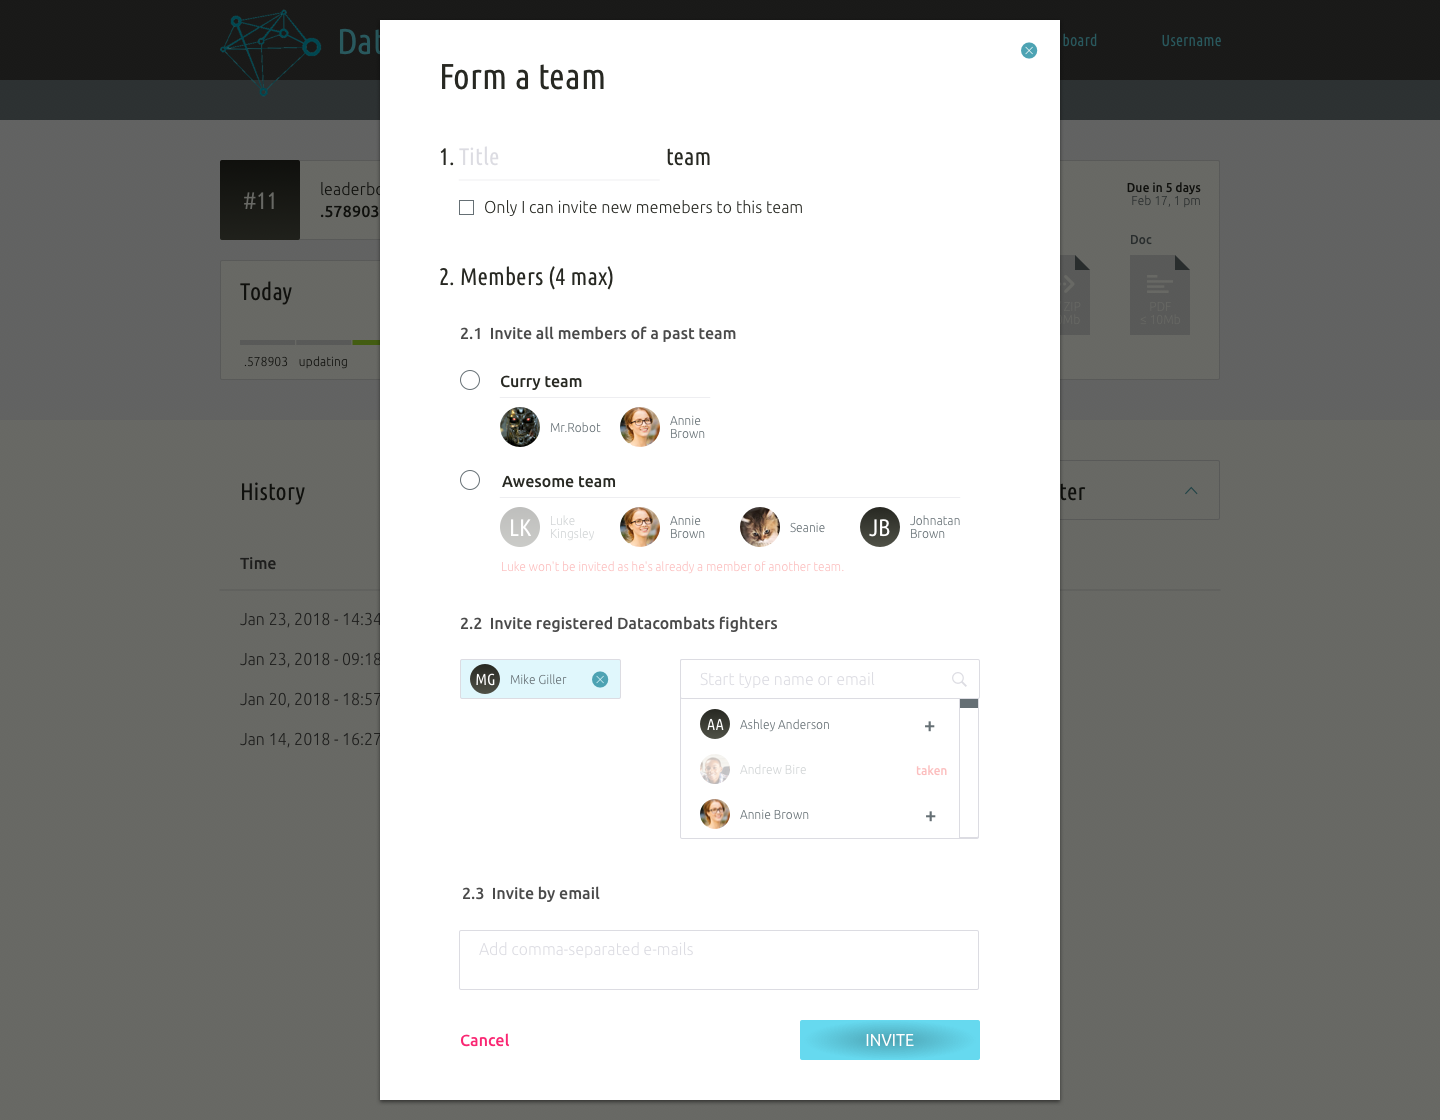 Form a team
board
Username
1. Title team
Only I can invite new memebers to this team
#11
.578903
Due in 5 days
Feb 17, 1 pm
Doc
ZIP
Mb
PDF
≤ 10Mb
2. Members (4 max)
Today
.578903 updating
2.1 Invite all members of a past team
Curry team
Mr.Robot
Annie
Brown
Awesome team
LK
Luke
Kingsley
Annie
Brown
Seanie
JB
Johnatan
Brown
Luke won't be invited as he's already a member of another team.
History
Time
Jan 23, 2018 - 14:34
Jan 23, 2018 - 09:18
Jan 20, 2018 - 18:57
Jan 14, 2018 - 16:27
2.2 Invite registered Datacombats fighters
MG Mike Giller
Start type name or email
AA Ashley Anderson +
Andrew Bire taken
Annie Brown +
2.3 Invite by email
Add comma-separated e-mails
Cancel
INVITE